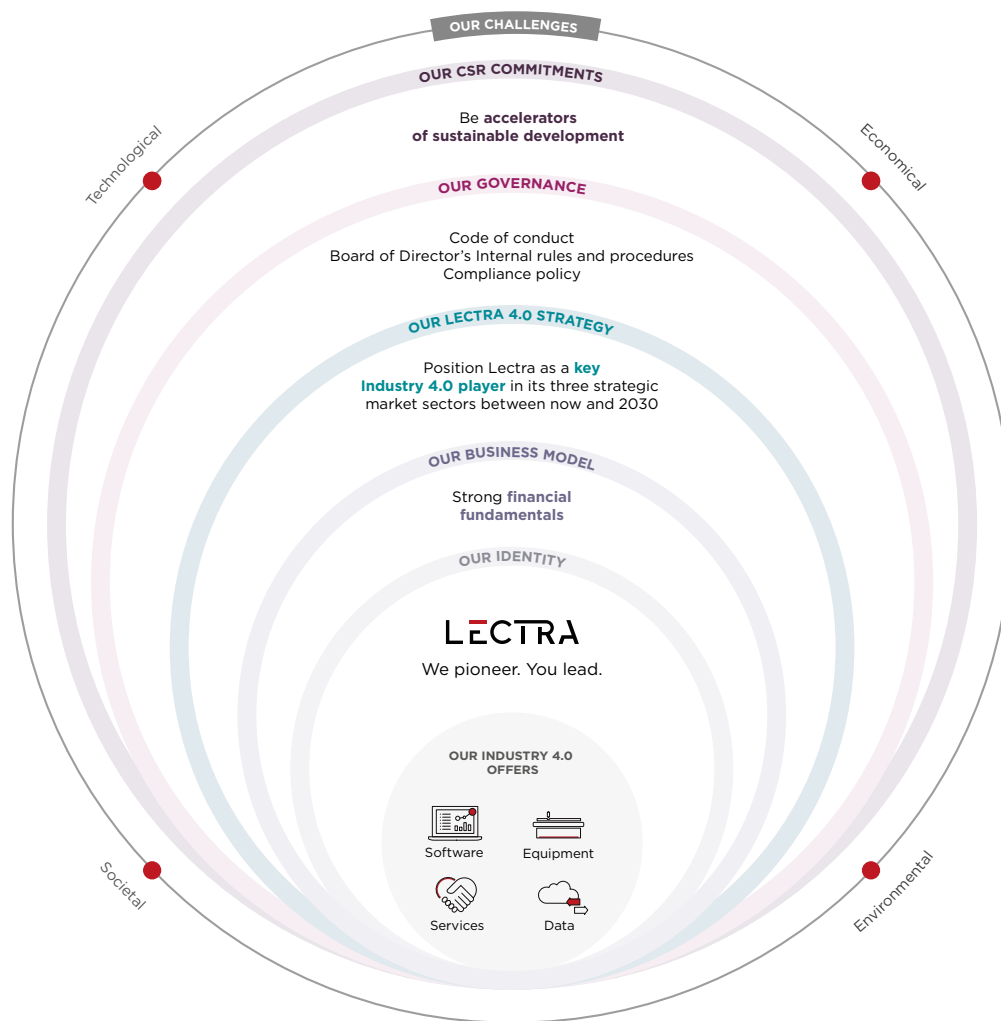 OUR CHALLENGES
OUR CSR COMMITMENTS
Be accelerators
of sustainable development
Technological
Economical
OUR GOVERNANCE
Code of conduct
Board of Director's Internal rules and procedures
Compliance policy
OUR LECTRA 4.0 STRATEGY
Position Lectra as a key
Industry 4.0 player in its three strategic
market sectors between now and 2030
OUR BUSINESS MODEL
Strong financial
fundamentals
OUR IDENTITY
LECTRA
We pioneer. You lead.
OUR INDUSTRY 4.0
OFFERS
Software
Equipment
Services
Data
Societal
Environmental